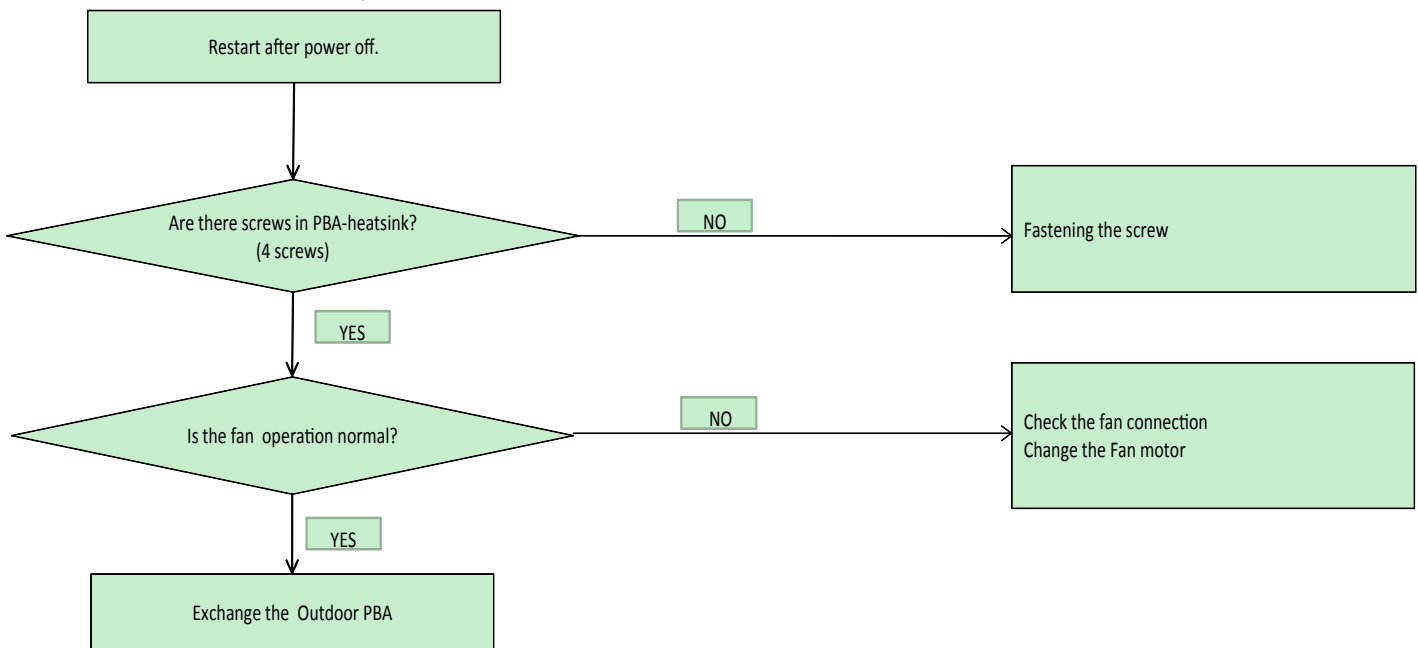 Restart after power off.
Are there screws in PBA-heatsink?
(4 screws)
NO
Fastening the screw
YES
Is the fan  operation normal?
NO
Check the fan connection
Change the Fan motor
YES
Exchange the  Outdoor PBA